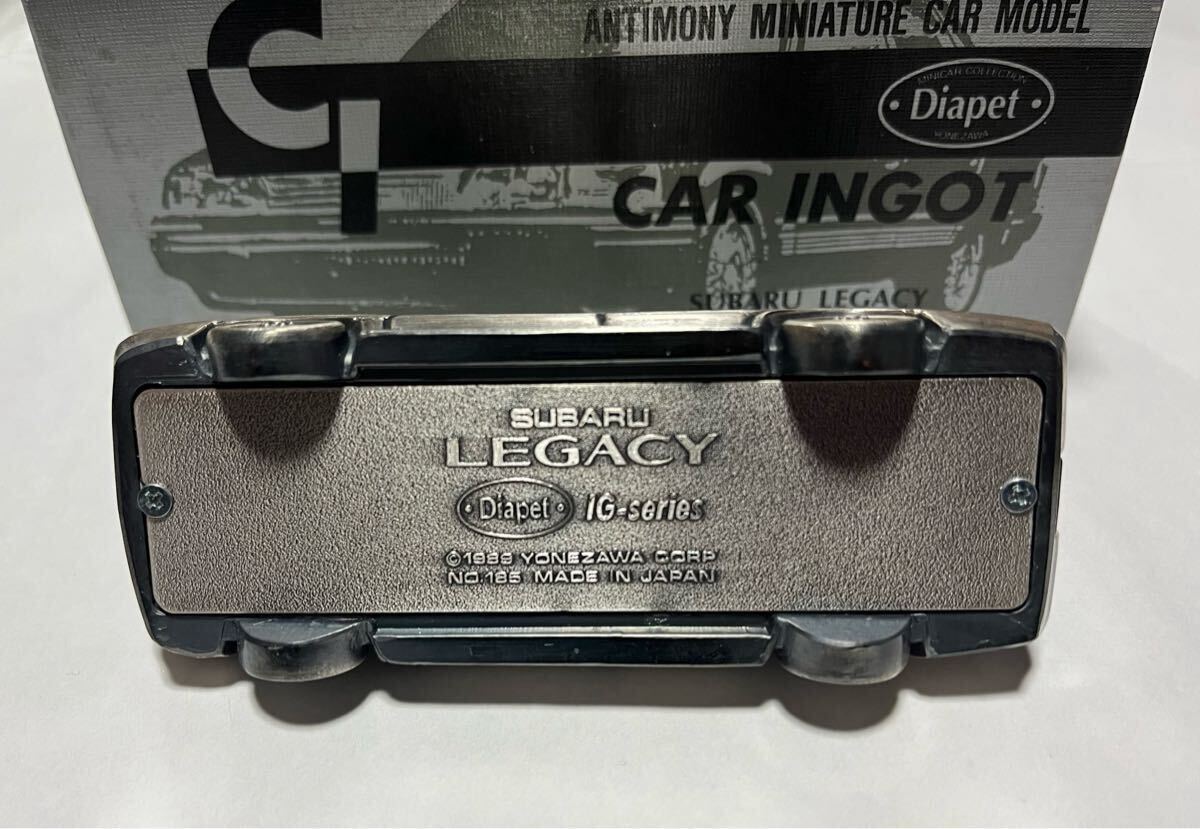 ANTIMONY MINIATURE CAR MODEL
MINICAR COLLECTION
Diapet
YONEZAWA
CI
CAR INGOT
SUBARU LEGACY
SUBARU
LEGACY
Diapet IG-series
©1989 YONEZAWA CORP
NO.185 MADE IN JAPAN